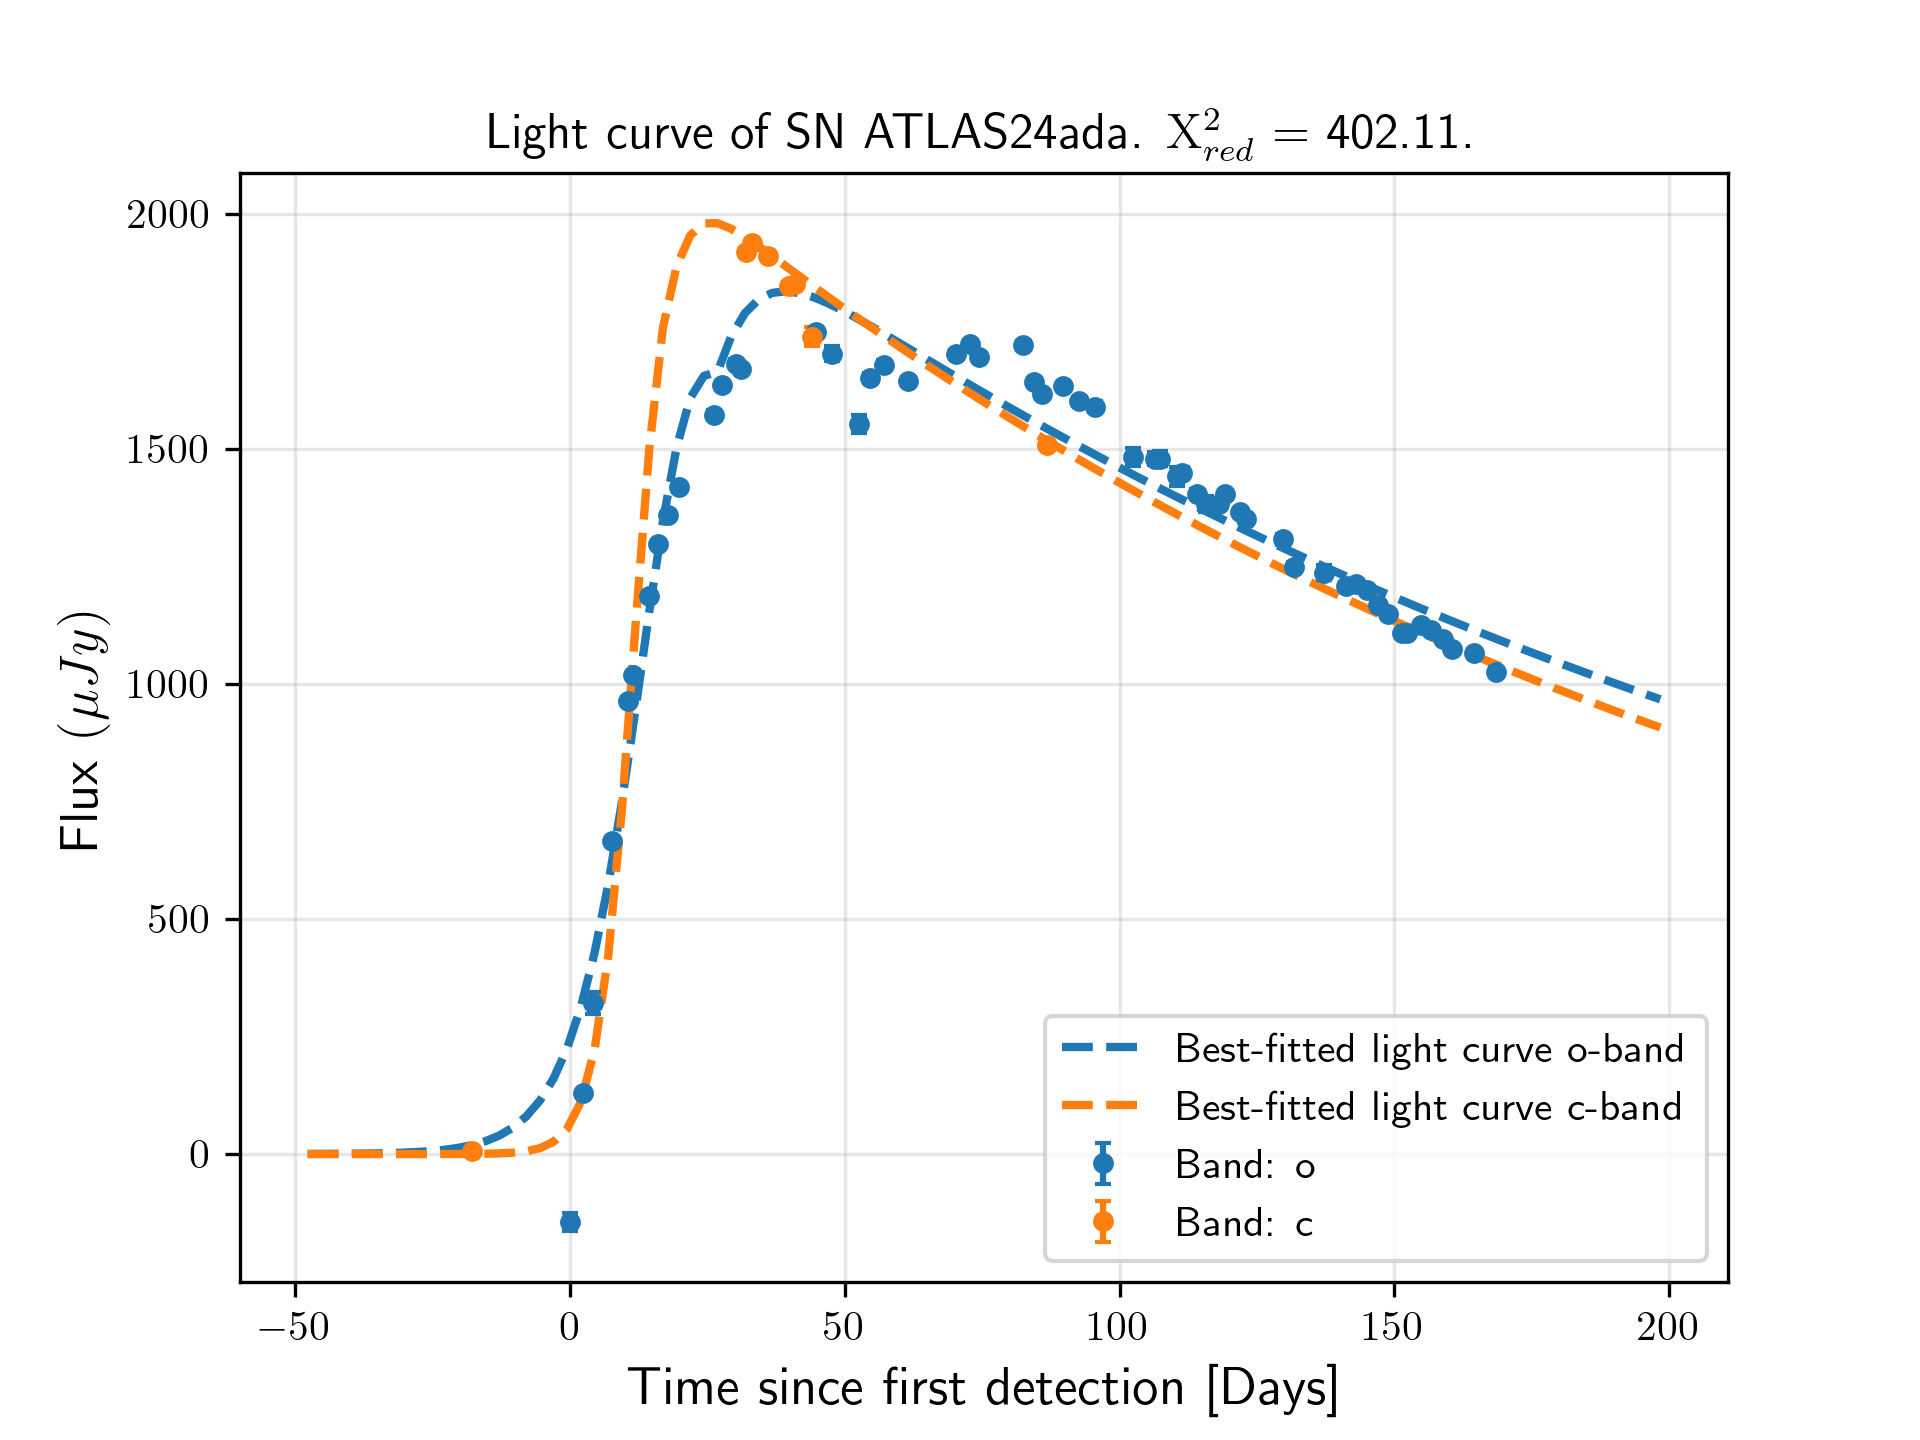 Light curve of SN ATLAS24ada. X²_red = 402.11.
2000
1500
1000
500
0
Flux (μJy)
−50 0 50 100 150 200
Time since first detection [Days]
Best-fitted light curve o-band
Best-fitted light curve c-band
Band: o
Band: c